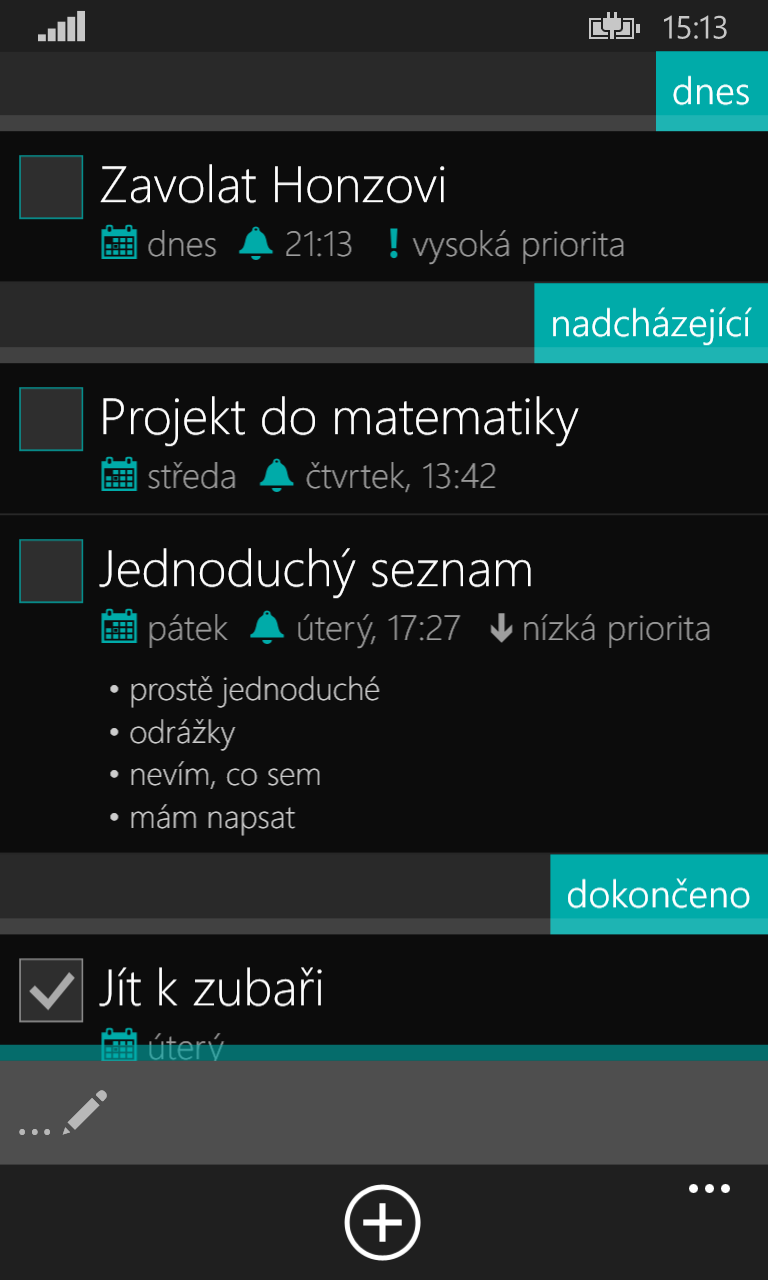 15:13
dnes
Zavolat Honzovi
dnes 21:13 ! vysoká priorita
nadcházející
Projekt do matematiky
středa čtvrtek, 13:42
Jednoduchý seznam
pátek úterý, 17:27 nízká priorita
• prostě jednoduché
• odrážky
• nevím, co sem
• mám napsat
dokončeno
Jít k zubaři
úterý
...